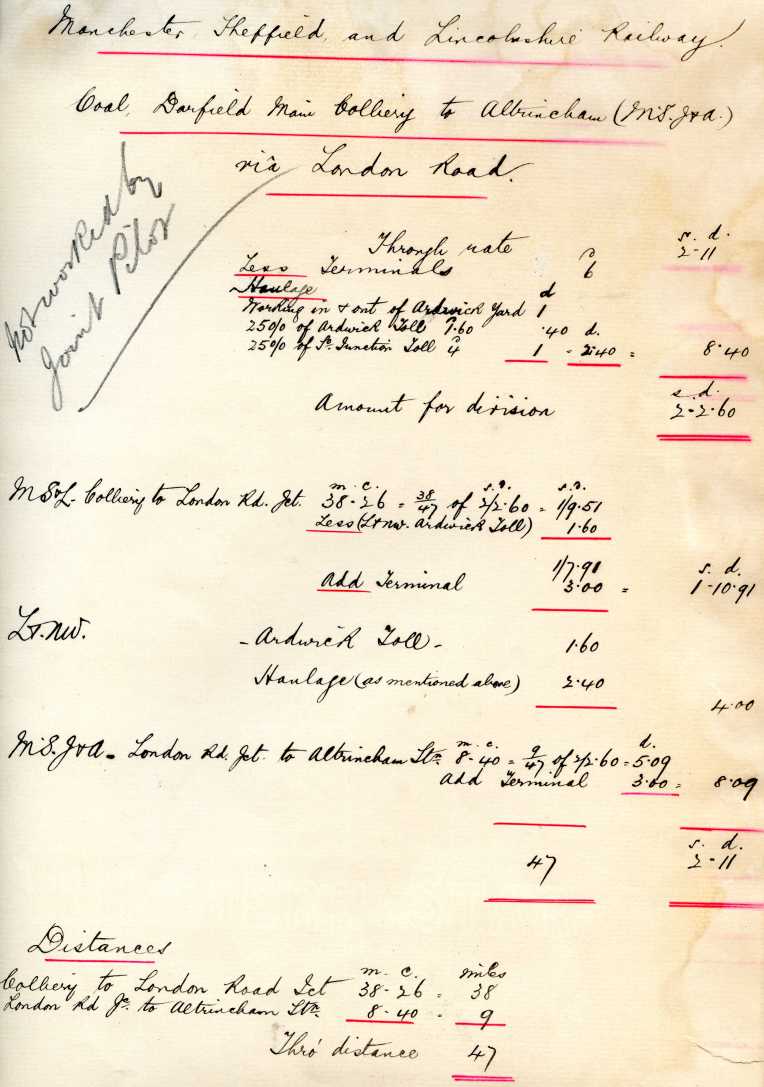 Manchester, Sheffield, and Lincolnshire Railway.
Coal, Darfield Main Colliery to Altrincham (M.S.J&A.)
via London Road.
Not worked by
Joint Pilot
s. d.
Through rate 2-11
d
Less Terminals 6
Haulage d
Working in & out of Ardwick Yard 1
25% of Ardwick Toll 1.60 .40 d.
25% of Sth Junction Toll 4 1 = 2.40 = 8.40
s. d.
Amount for division 2-2.60
m. c. s. d. s. d.
M.S&L. Colliery to London Rd. Jct. 38-26 = 38/47 of 2/2.60 = 1/9.51
Less (L&NW. Ardwick Toll) 1.60
1/7.91 s. d.
Add Terminal 3.00 = 1-10.91
L&NW. - Ardwick Toll - 1.60
Haulage (as mentioned above) 2.40
4.00
m. c. d.
M.S.J&A. London Rd. Jct. to Altrincham Stn. 8-40 = 9/47 of 2/2.60 = 5.09
Add Terminal 3.00 = 8.09
s. d.
47 2-11
Distances
m. c. miles
Colliery to London Road Jct 38-26 = 38
London Rd Jc. to Altrincham Stn. 8-40 = 9
Thro' distance 47